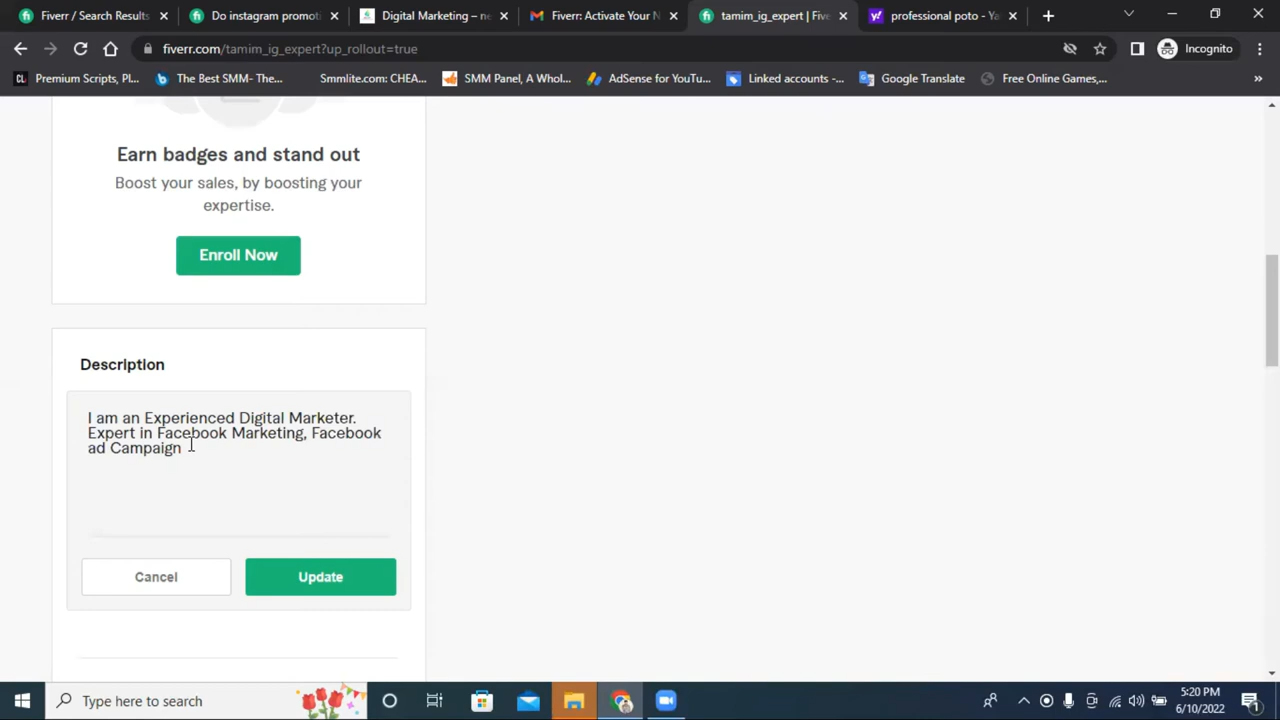 Fiverr / Search Results
Do instagram promoti
Digital Marketing – ne
Fiverr: Activate Your N
tamim_ig_expert | Five
professional poto - Ya
fiverr.com/tamim_ig_expert?up_rollout=true
Incognito
Premium Scripts, Pl...
The Best SMM- The...
Smmlite.com: CHEA...
SMM Panel, A Whol...
AdSense for YouTu...
Linked accounts -...
Google Translate
Free Online Games,...
»
Earn badges and stand out
Boost your sales, by boosting your
expertise.
Enroll Now
Description
I am an Experienced Digital Marketer.
Expert in Facebook Marketing, Facebook
ad Campaign
Cancel
Update
Type here to search
5:20 PM
6/10/2022
1